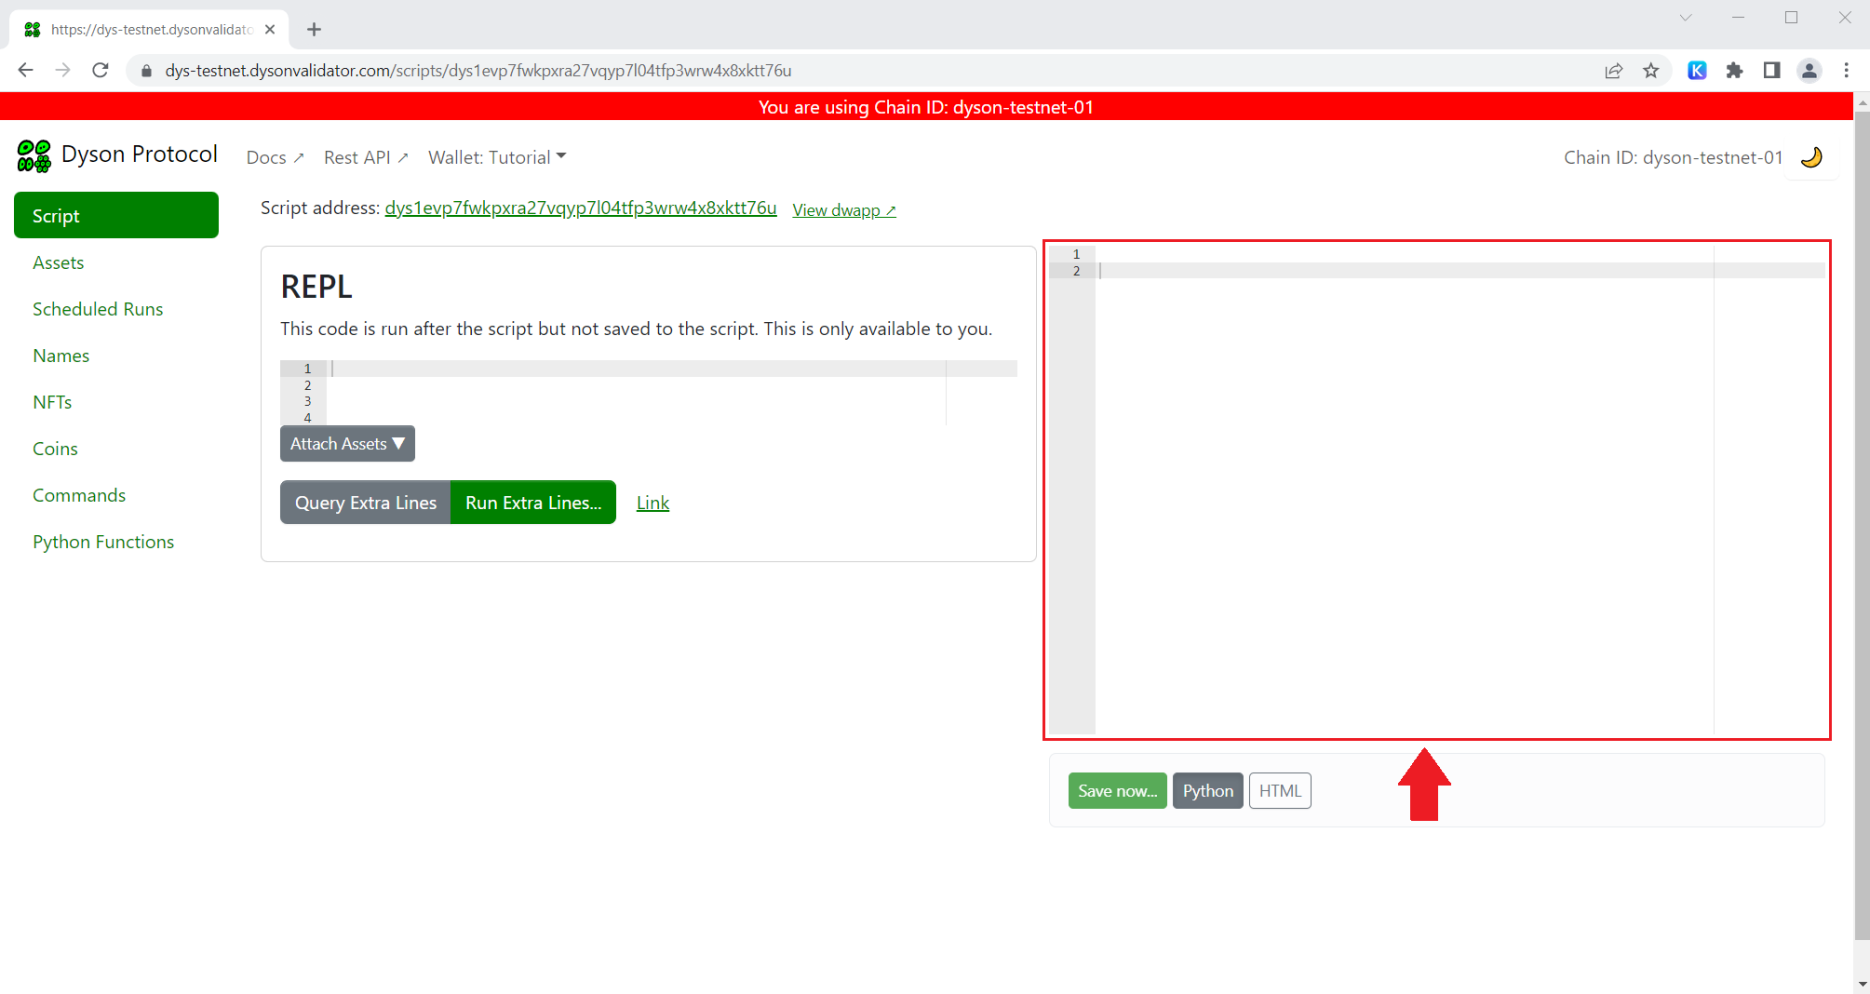 https://dys-testnet.dysonvalidato
dys-testnet.dysonvalidator.com/scripts/dys1evp7fwkpxra27vqyp7l04tfp3wrw4x8xktt76u
K
You are using Chain ID: dyson-testnet-01
Dyson Protocol
Docs ↗ Rest API ↗ Wallet: Tutorial
Chain ID: dyson-testnet-01
Script
Assets
Scheduled Runs
Names
NFTs
Coins
Commands
Python Functions
Script address: dys1evp7fwkpxra27vqyp7l04tfp3wrw4x8xktt76u View dwapp ↗
REPL
This code is run after the script but not saved to the script. This is only available to you.
1
2
3
4
Attach Assets ▼
Query Extra Lines Run Extra Lines... Link
1
2
Save now... Python HTML